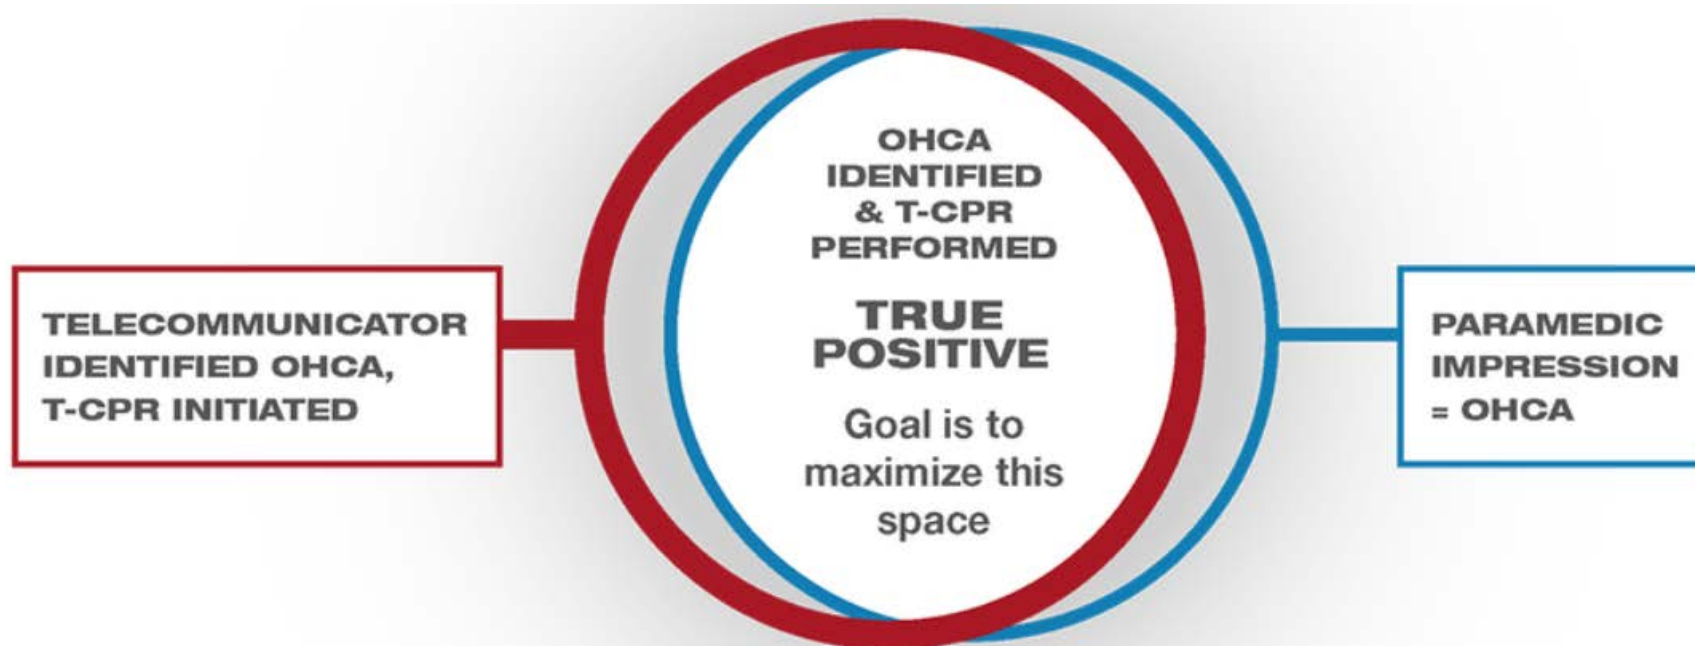 TELECOMMUNICATOR
IDENTIFIED OHCA,
T-CPR INITIATED
OHCA
IDENTIFIED
& T-CPR
PERFORMED
TRUE
POSITIVE
Goal is to
maximize this
space
PARAMEDIC
IMPRESSION
= OHCA